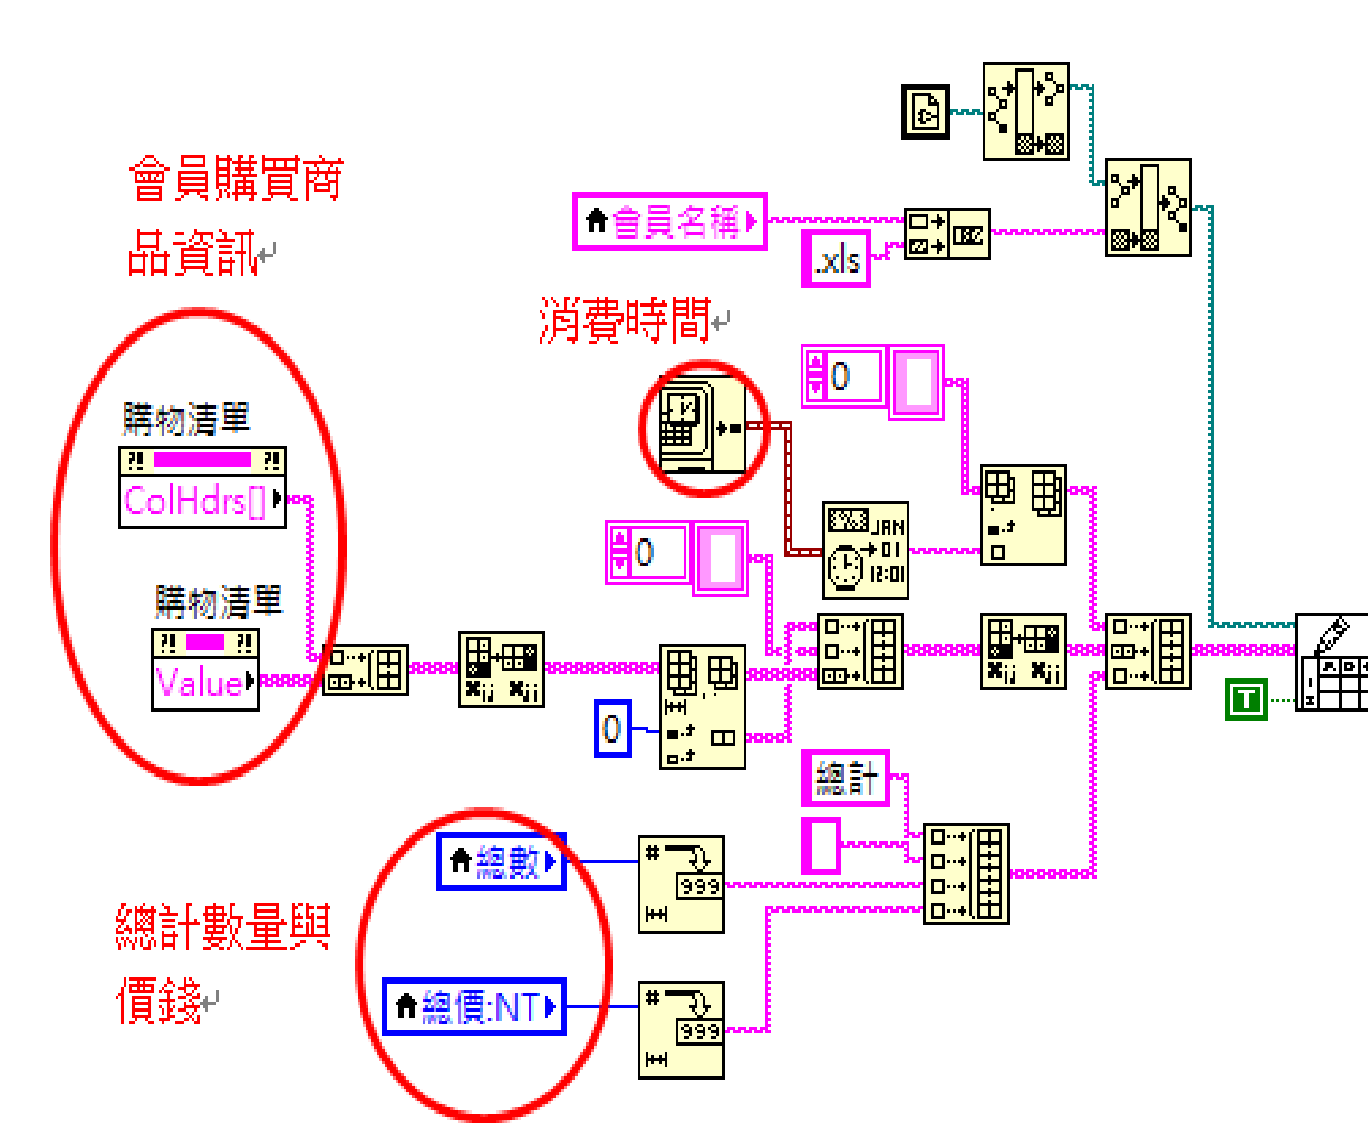 會員購買商
品資訊
會員名稱
.xls
消費時間
0
購物清單
ColHdrs[]
JAN
01
12:01
0
購物清單
Value
0
T
總計
總數
999
總計數量與
價錢
總價:NT
999